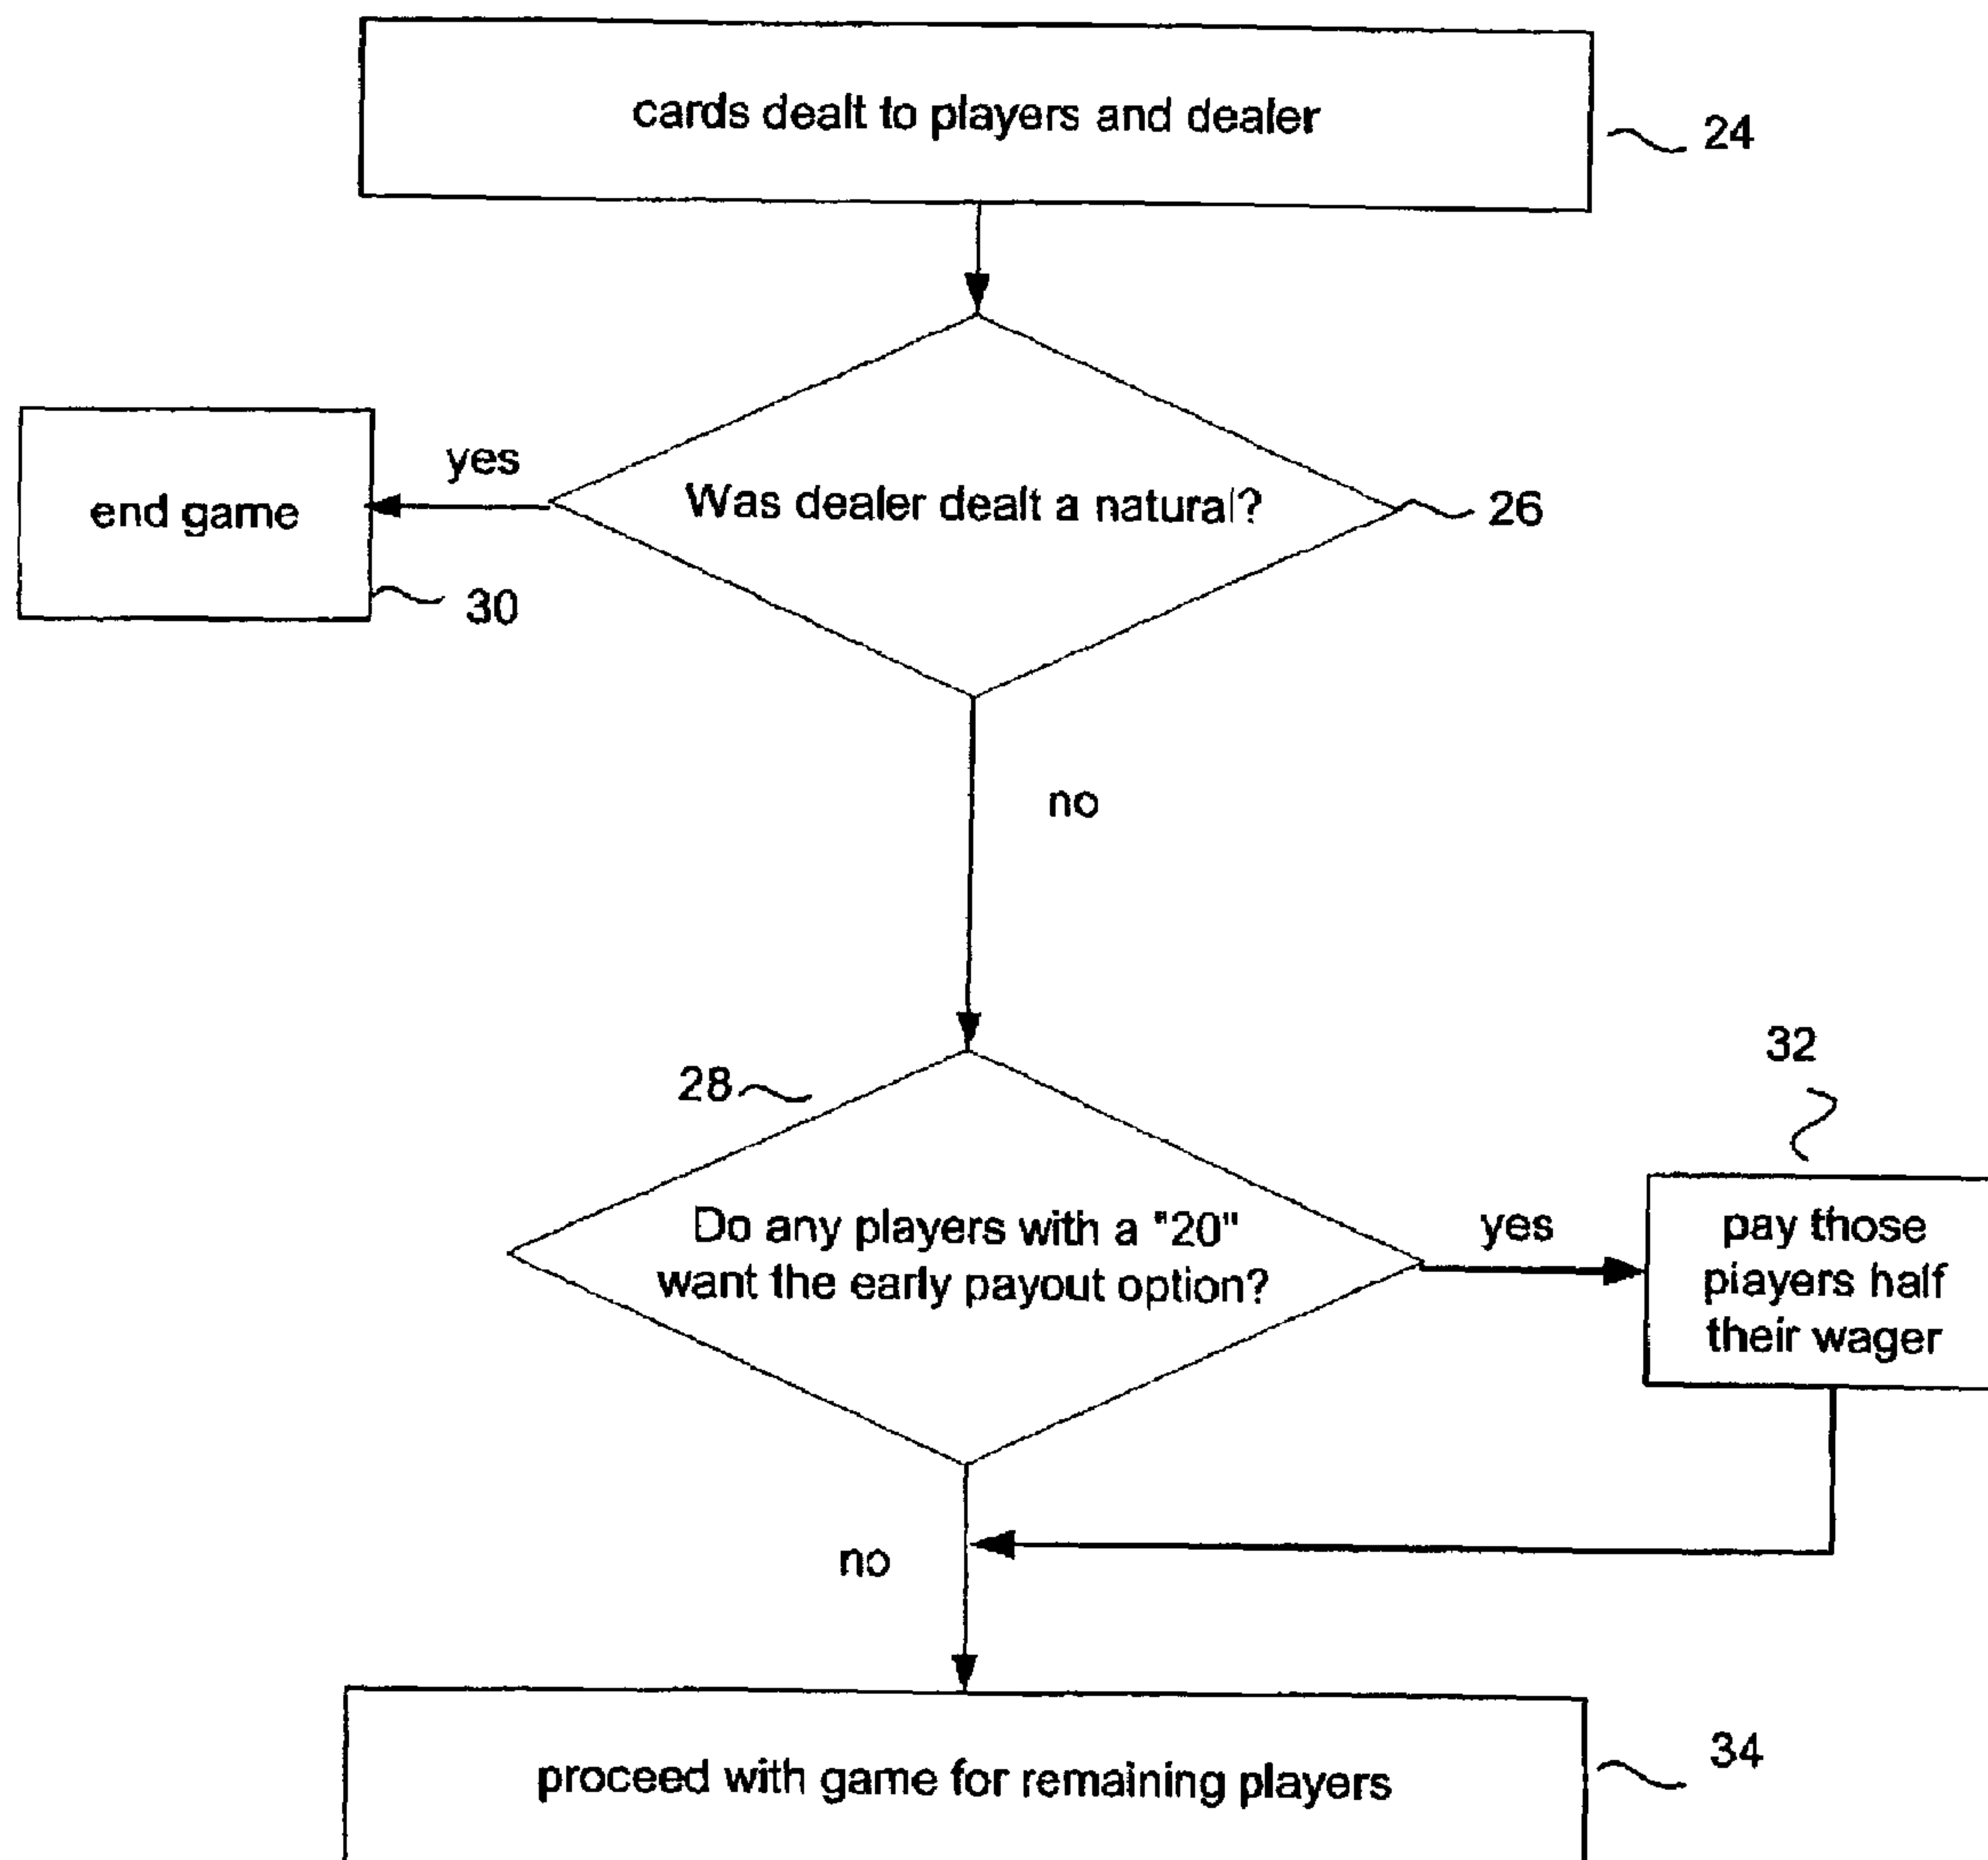 cards dealt to players and dealer
24
Was dealer dealt a natural?
26
yes
end game
30
no
28
32
Do any players with a "20"
want the early payout option?
yes
pay those
players half
their wager
no
proceed with game for remaining players
34